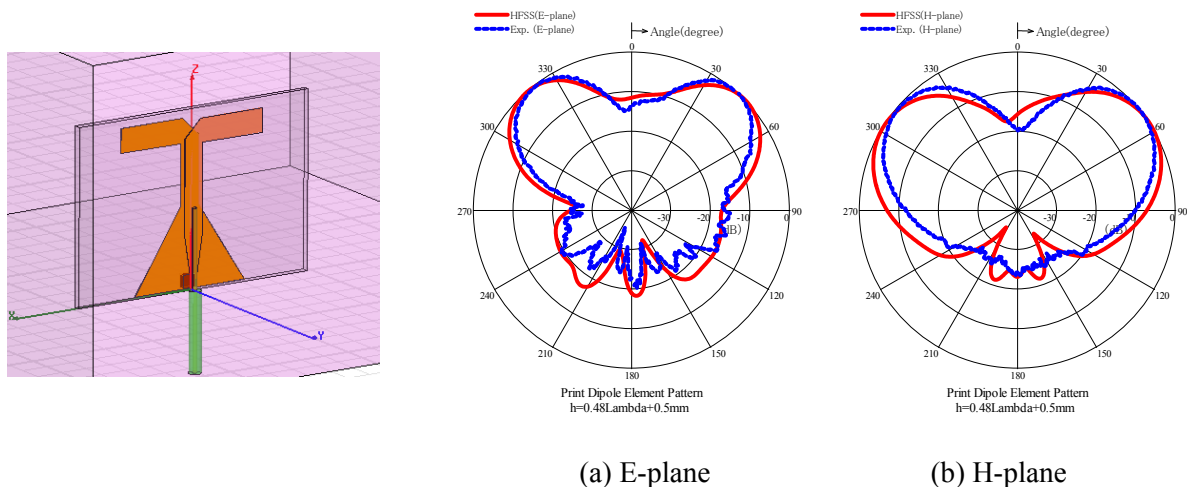 Z
X
Y
HFSS(E-plane)
Exp. (E-plane)
Angle(degree)
0
30
60
90
120
150
180
210
240
270
300
330
-30
-20
-10
0
(dB)
Print Dipole Element Pattern
h=0.48Lambda+0.5mm
(a) E-plane
HFSS(H-plane)
Exp. (H-plane)
Angle(degree)
0
30
60
90
120
150
180
210
240
270
300
330
-30
-20
-10
0
(dB)
Print Dipole Element Pattern
h=0.48Lambda+0.5mm
(b) H-plane